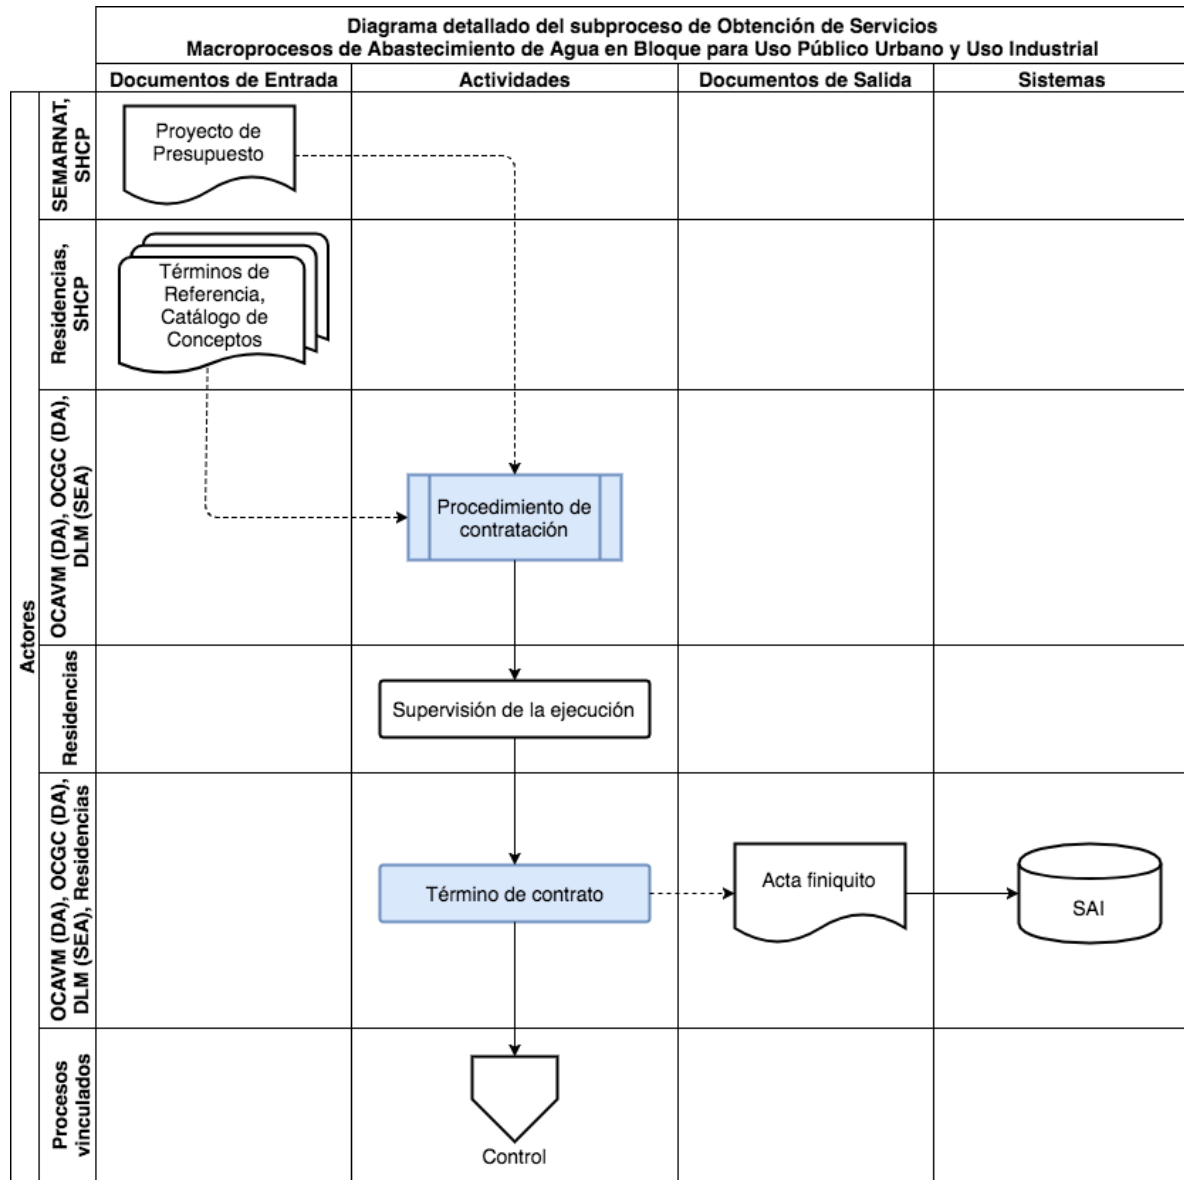 Diagrama detallado del subproceso de Obtención de Servicios
Macroprocesos de Abastecimiento de Agua en Bloque para Uso Público Urbano y Uso Industrial
Documentos de Entrada
Actividades
Documentos de Salida
Sistemas
Actores
SEMARNAT,
SHCP
Proyecto de
Presupuesto
Residencias,
SHCP
Términos de
Referencia,
Catálogo de
Conceptos
OCAVM (DA), OCGC (DA),
DLM (SEA)
Procedimiento de
contratación
Residencias
Supervisión de la ejecución
OCAVM (DA), OCGC (DA),
DLM (SEA), Residencias
Término de contrato
Acta finiquito
SAI
Procesos
vinculados
Control